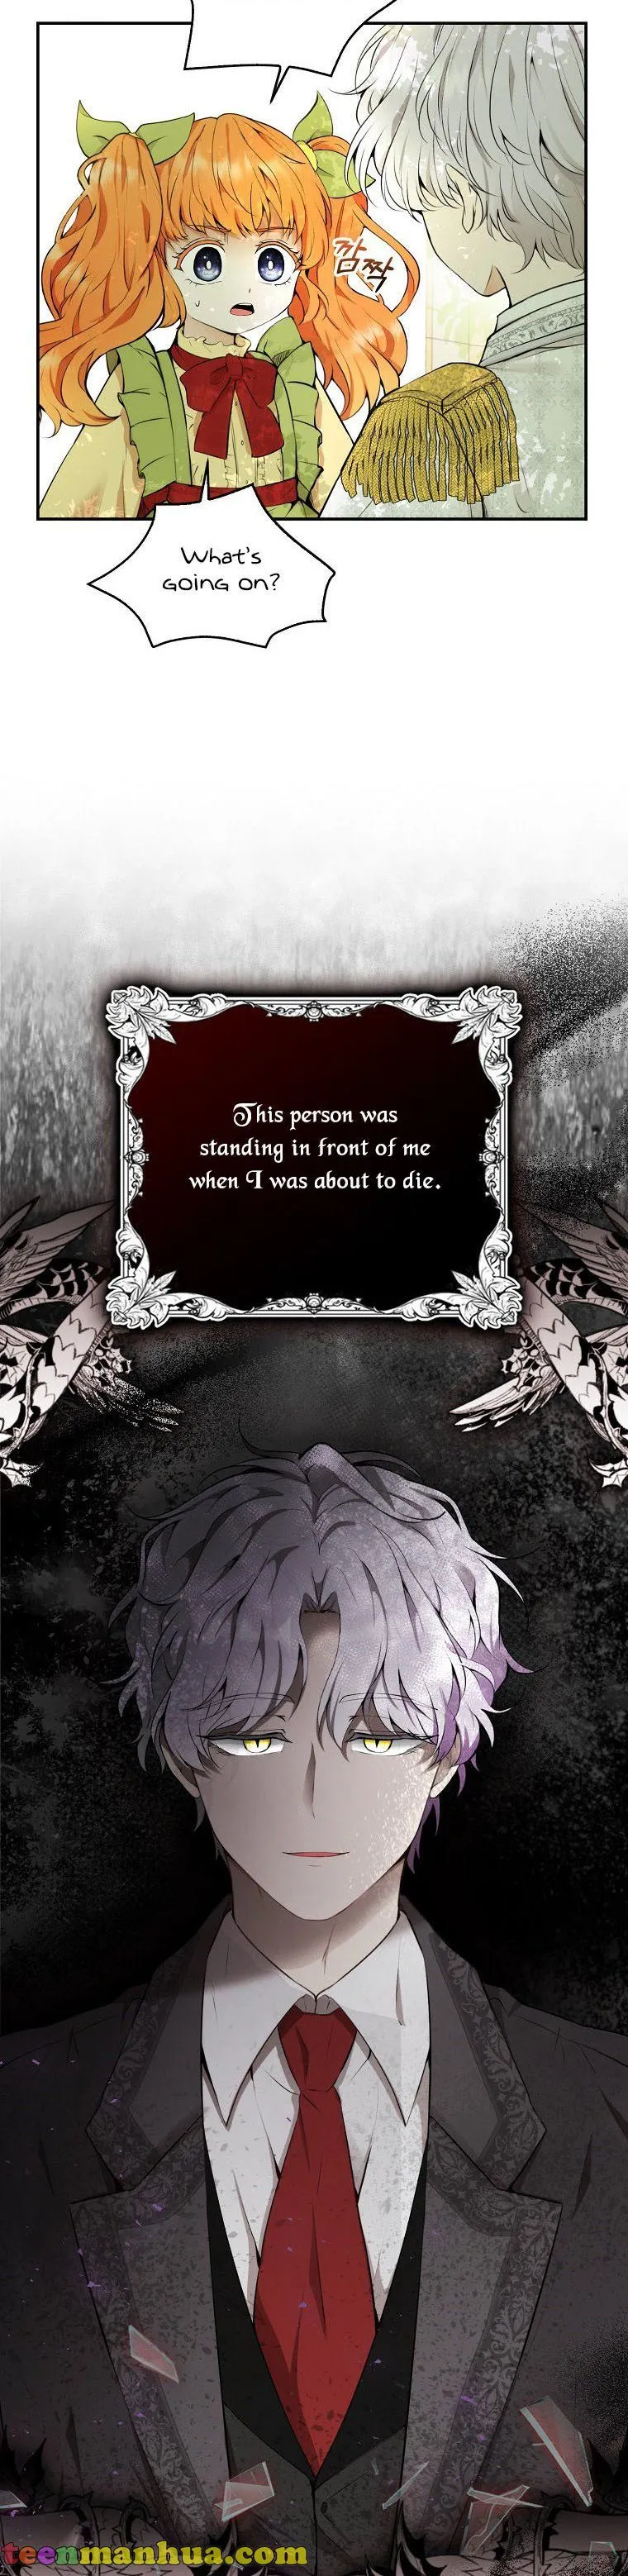 깜짝
What's
going on?
This person was
standing in front of me
when I was about to die.
teenmanhua.com